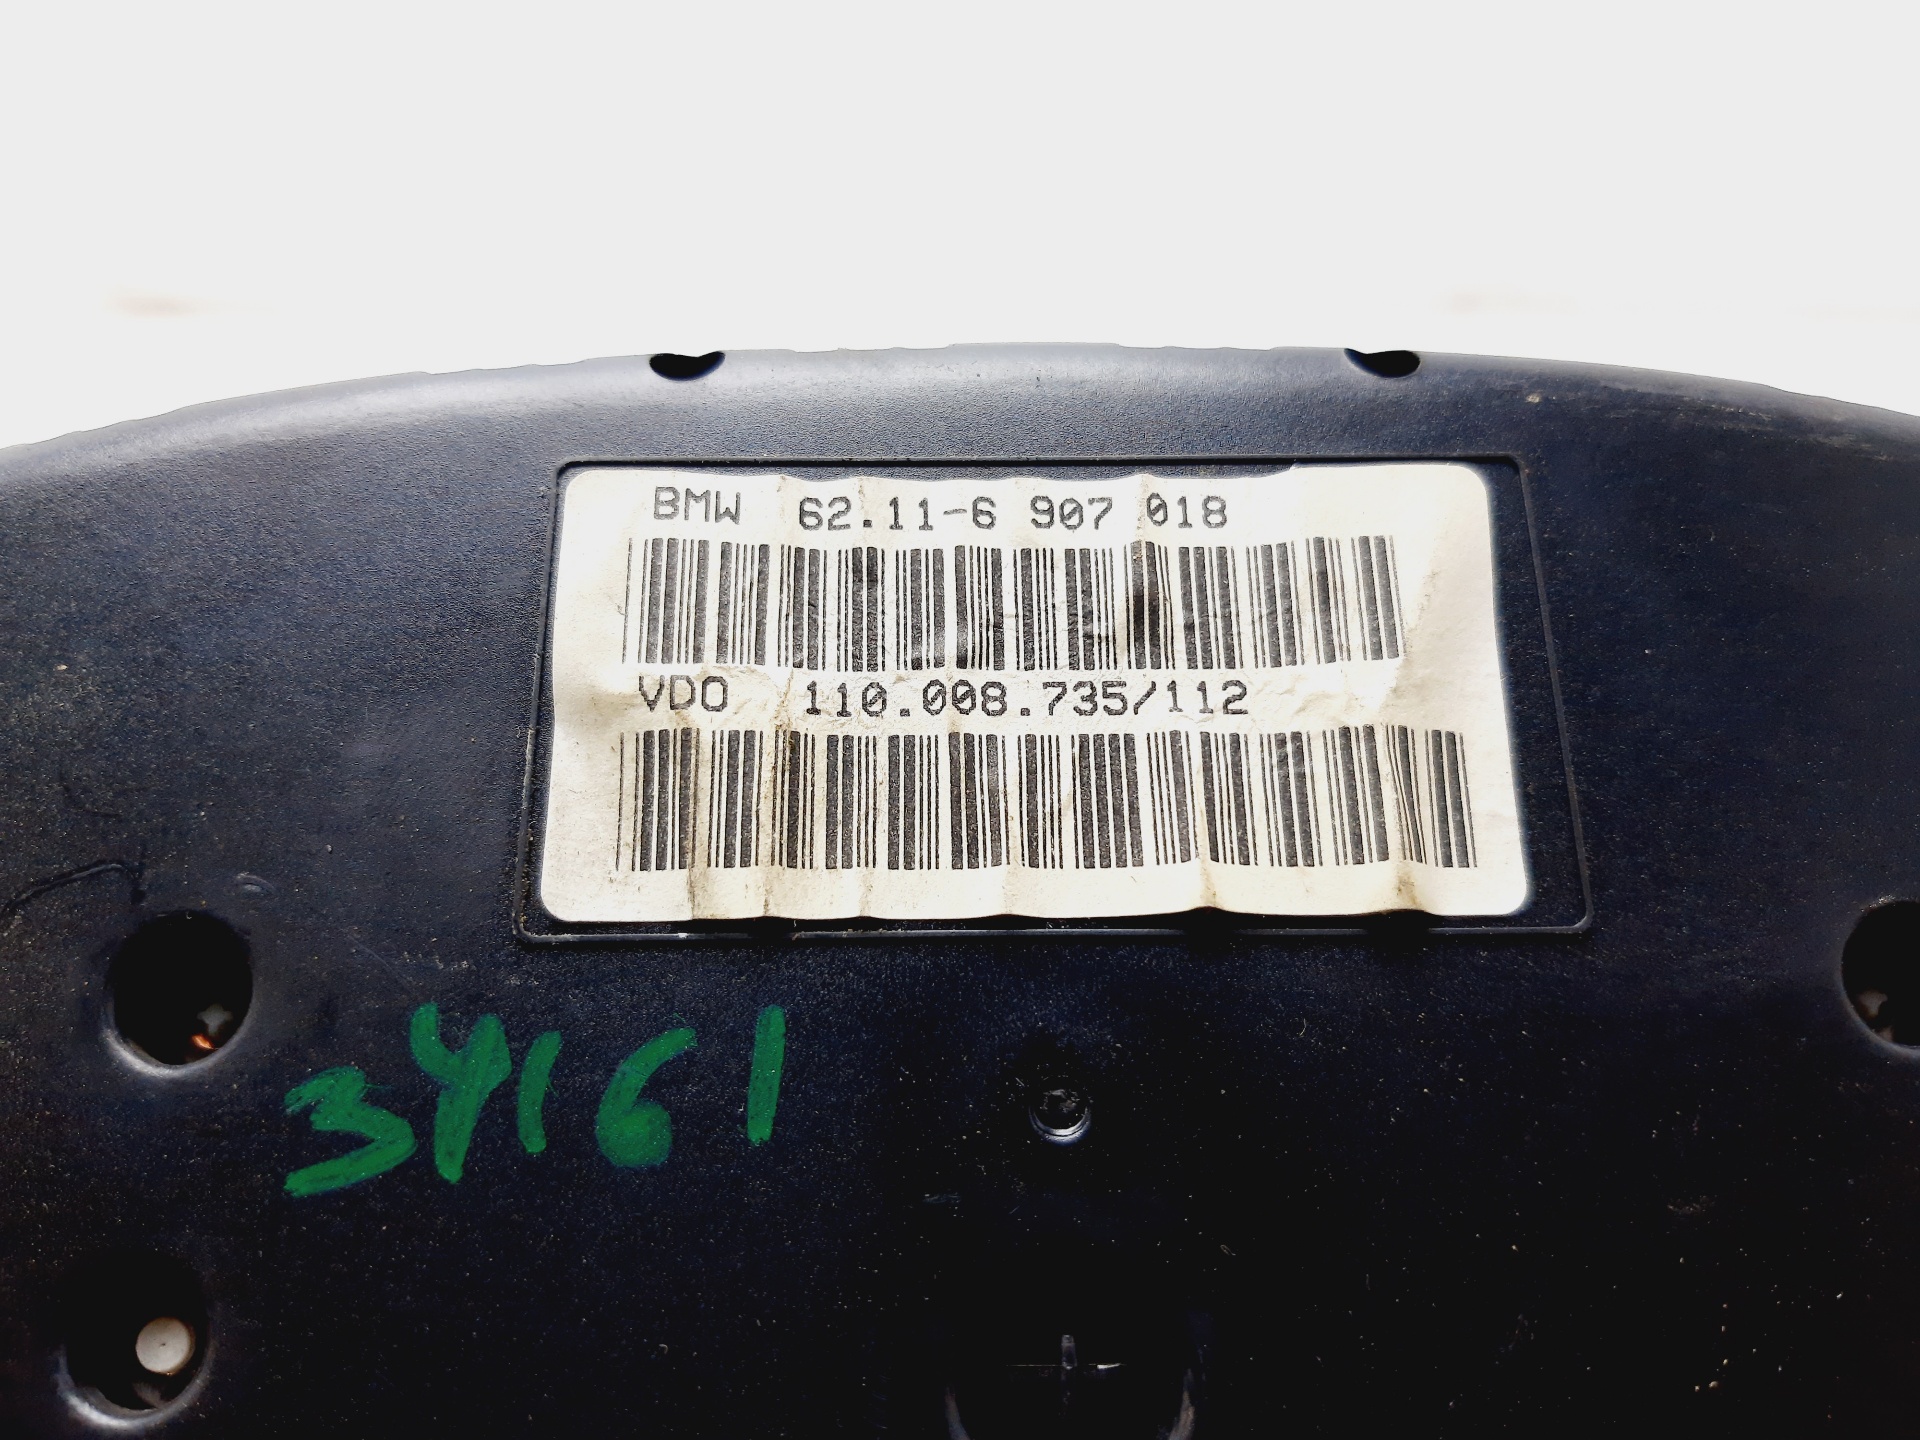 BMW 62.11-6 907 018
VDO 110.008.735/112
34161